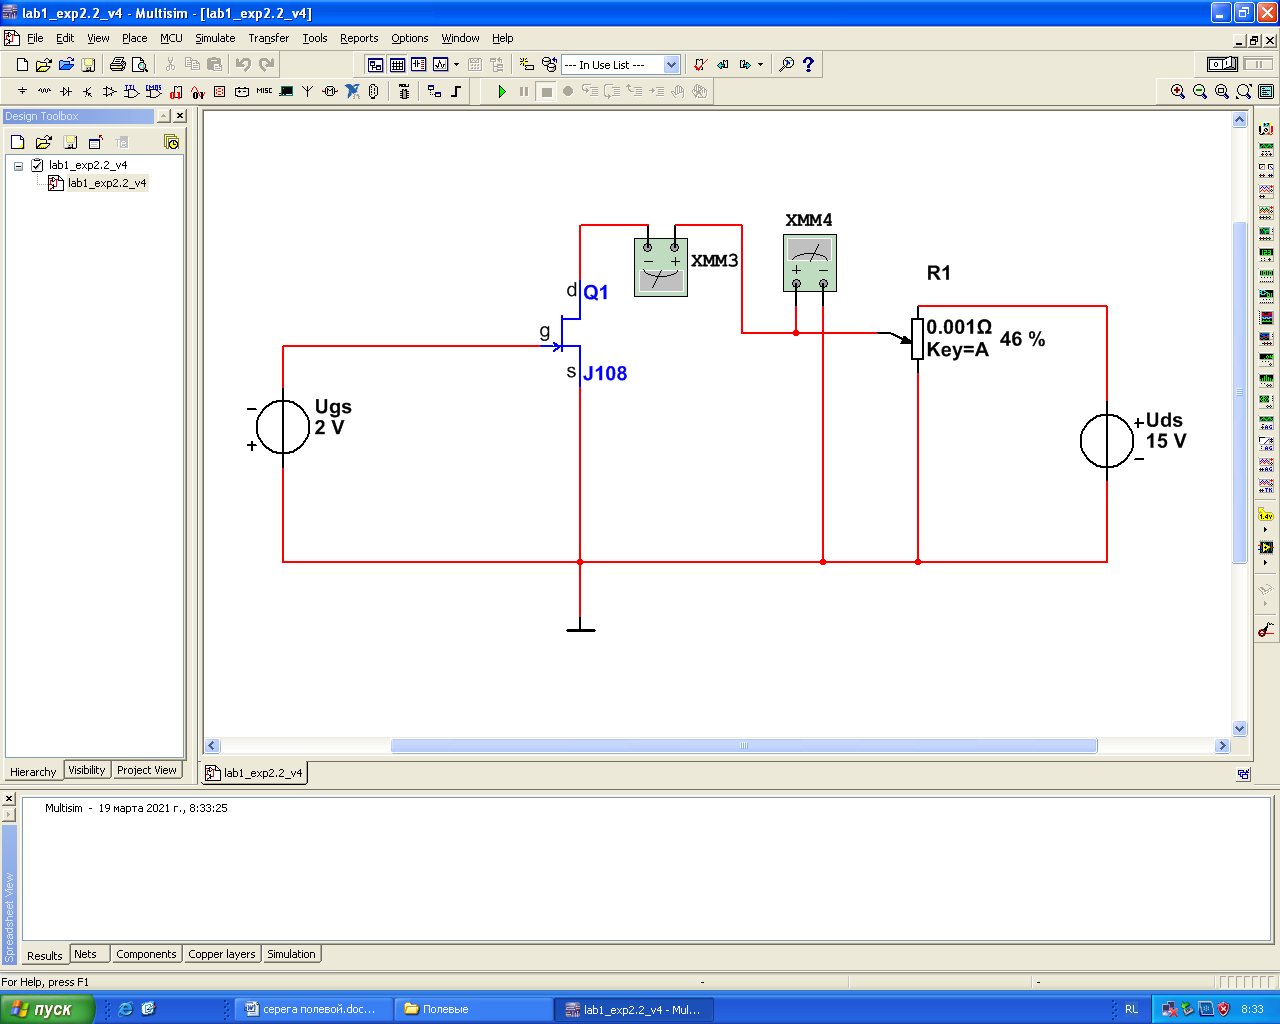 lab1_exp2.2_v4 - Multisim - [lab1_exp2.2_v4]
File Edit View Place MCU Simulate Transfer Tools Reports Options Window Help
--- In Use List ---
MISC
Design Toolbox
lab1_exp2.2_v4
lab1_exp2.2_v4
XMM4
XMM3
R1
d
Q1
g
0.001Ω
Key=A
46 %
s
J108
Ugs
2 V
Uds
15 V
Hierarchy Visibility Project View
lab1_exp2.2_v4
Multisim - 19 марта 2021 г., 8:33:25
Spreadsheet View
Results Nets Components Copper layers Simulation
For Help, press F1
- -
пуск
серега полевой.doc...
Полевые
lab1_exp2.2_v4 - Mul...
RL
8:33